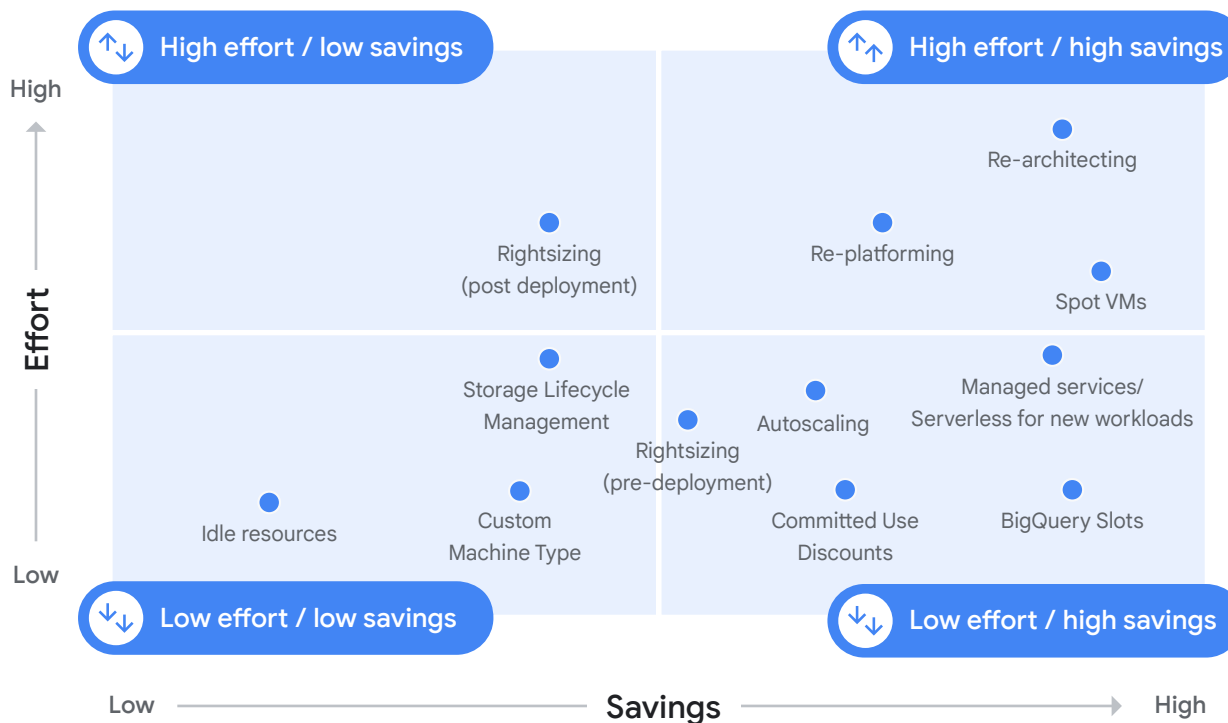 High effort / low savings
High effort / high savings
High
Re-architecting
Rightsizing
(post deployment)
Re-platforming
Spot VMs
Effort
Storage Lifecycle
Management
Managed services/
Serverless for new workloads
Autoscaling
Rightsizing
(pre-deployment)
Idle resources
Custom
Machine Type
Committed Use
Discounts
BigQuery Slots
Low
Low effort / low savings
Low effort / high savings
Low
Savings
High